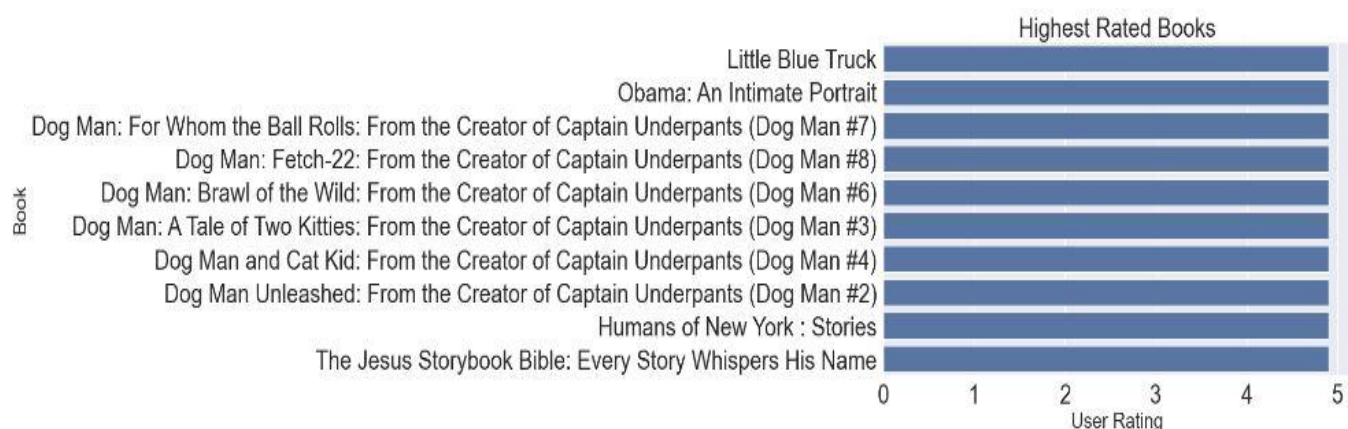 Highest Rated Books
Little Blue Truck
Obama: An Intimate Portrait
Dog Man: For Whom the Ball Rolls: From the Creator of Captain Underpants (Dog Man #7)
Dog Man: Fetch-22: From the Creator of Captain Underpants (Dog Man #8)
Dog Man: Brawl of the Wild: From the Creator of Captain Underpants (Dog Man #6)
Dog Man: A Tale of Two Kitties: From the Creator of Captain Underpants (Dog Man #3)
Dog Man and Cat Kid: From the Creator of Captain Underpants (Dog Man #4)
Dog Man Unleashed: From the Creator of Captain Underpants (Dog Man #2)
Humans of New York : Stories
The Jesus Storybook Bible: Every Story Whispers His Name
Book
0 1 2 3 4 5
User Rating